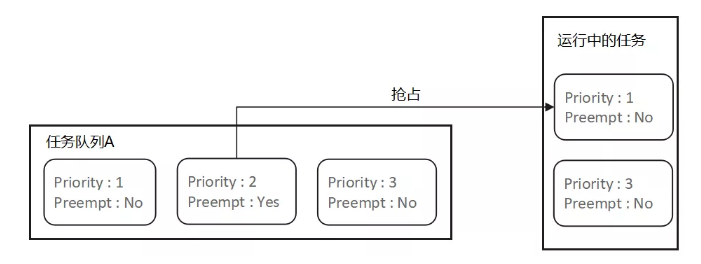 运行中的任务
Priority : 1
Preempt : No
抢占
任务队列A
Priority : 1
Preempt : No
Priority : 2
Preempt : Yes
Priority : 3
Preempt : No
Priority : 3
Preempt : No